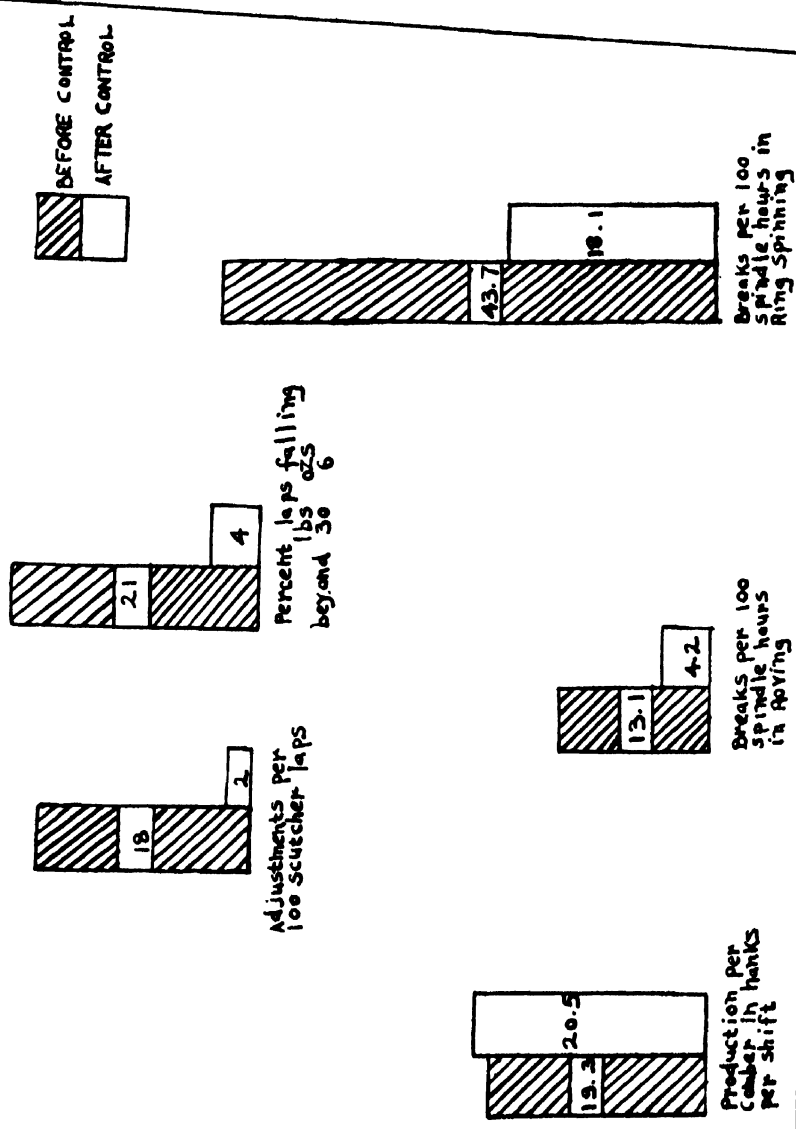 BEFORE CONTROL
AFTER CONTROL
18
2
Adjustments per
100 scutcher laps
21
4
Percent laps falling
lbs ozs
beyond 30 6
19.3
20.5
Production per
Comber in hanks
per shift
13.1
4.2
Breaks per 100
spindle hours
in Roving
43.7
18.1
Breaks per 100
spindle hours in
Ring Spinning